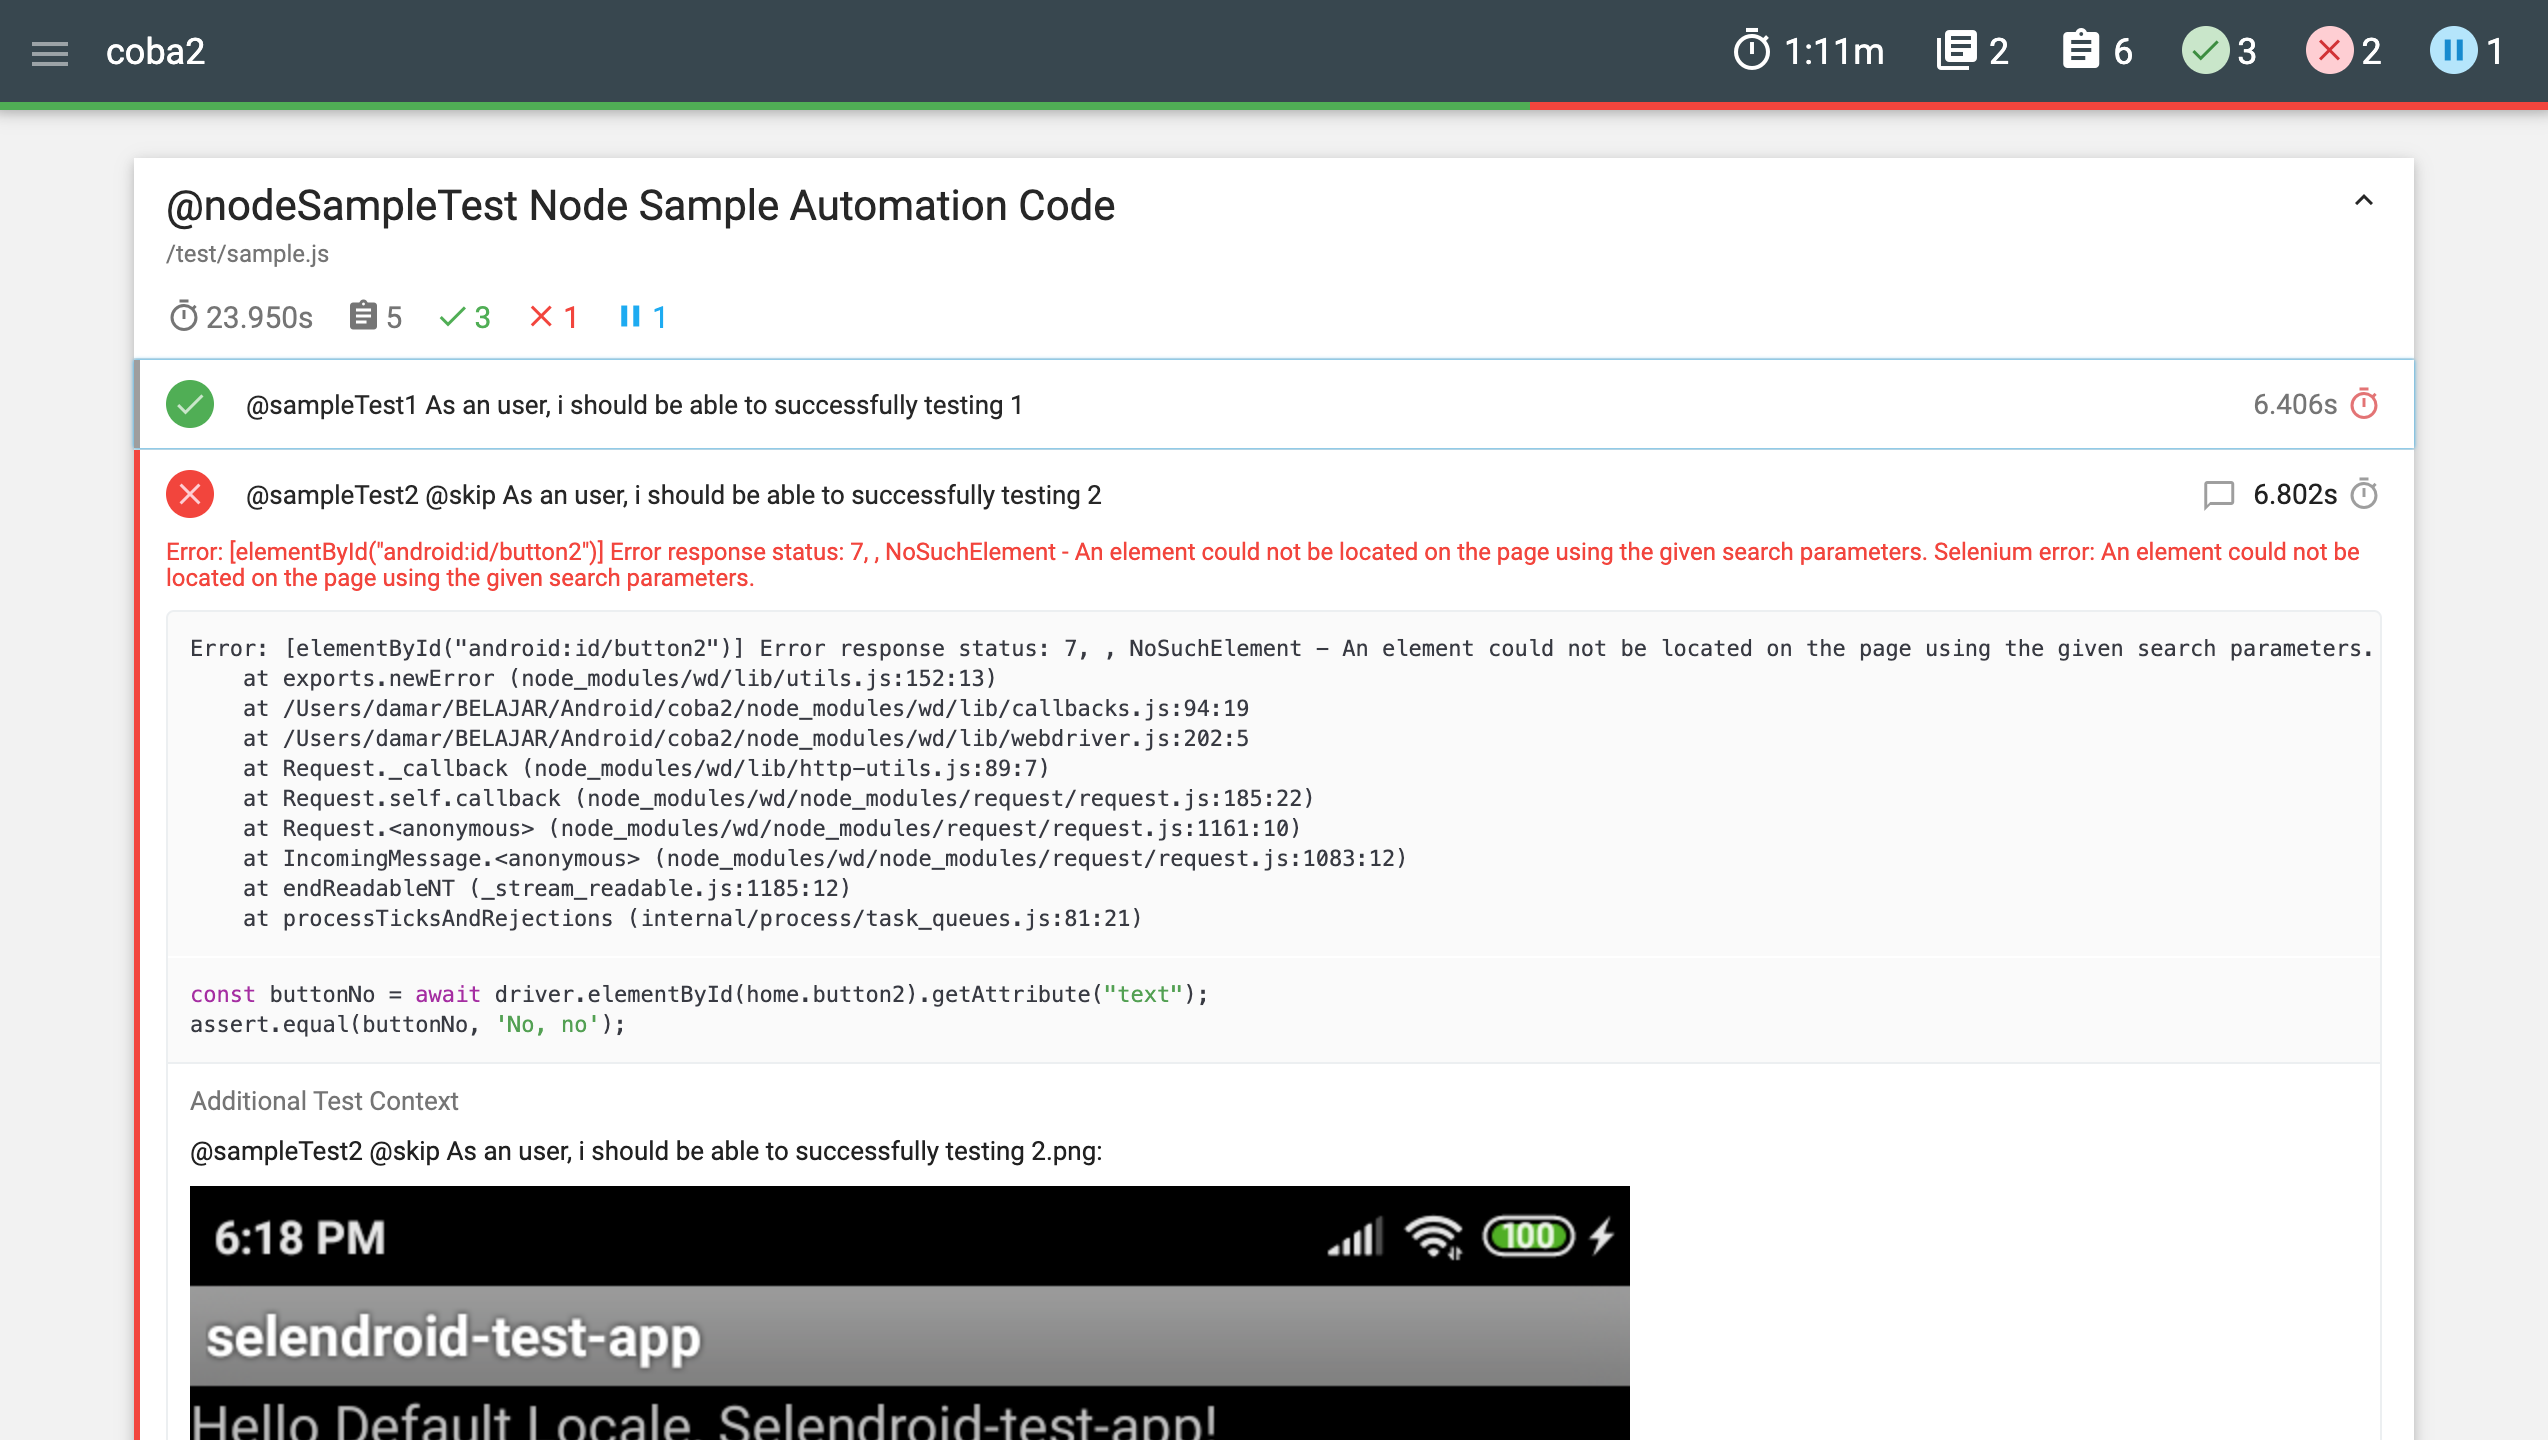 coba2
1:11m 2 6 3 2 1
@nodeSampleTest Node Sample Automation Code
/test/sample.js
23.950s 5 3 1 1
@sampleTest1 As an user, i should be able to successfully testing 1 6.406s
@sampleTest2 @skip As an user, i should be able to successfully testing 2 6.802s
Error: [elementById("android:id/button2")] Error response status: 7, , NoSuchElement - An element could not be located on the page using the given search parameters. Selenium error: An element could not be
located on the page using the given search parameters.
Error: [elementById("android:id/button2")] Error response status: 7, , NoSuchElement - An element could not be located on the page using the given search parameters.
at exports.newError (node_modules/wd/lib/utils.js:152:13)
at /Users/damar/BELAJAR/Android/coba2/node_modules/wd/lib/callbacks.js:94:19
at /Users/damar/BELAJAR/Android/coba2/node_modules/wd/lib/webdriver.js:202:5
at Request._callback (node_modules/wd/lib/http-utils.js:89:7)
at Request.self.callback (node_modules/wd/node_modules/request/request.js:185:22)
at Request.<anonymous> (node_modules/wd/node_modules/request/request.js:1161:10)
at IncomingMessage.<anonymous> (node_modules/wd/node_modules/request/request.js:1083:12)
at endReadableNT (_stream_readable.js:1185:12)
at processTicksAndRejections (internal/process/task_queues.js:81:21)
const buttonNo = await driver.elementById(home.button2).getAttribute("text");
assert.equal(buttonNo, 'No, no');
Additional Test Context
@sampleTest2 @skip As an user, i should be able to successfully testing 2.png:
6:18 PM 100
selendroid-test-app
Hello Default Locale, Selendroid-test-app!